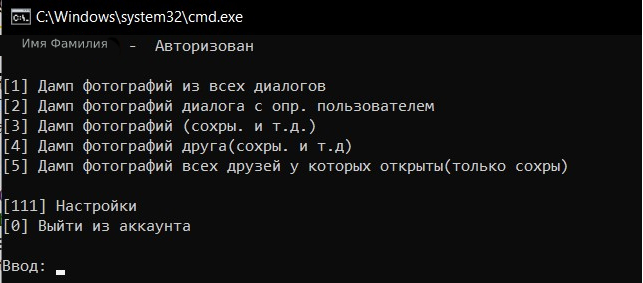 C:\Windows\system32\cmd.exe
Имя Фамилия - Авторизован
[1] Дамп фотографий из всех диалогов
[2] Дамп фотографий диалога с опр. пользователем
[3] Дамп фотографий (сохры. и т.д.)
[4] Дамп фотографий друга(сохры. и т.д)
[5] Дамп фотографий всех друзей у которых открыты(только сохры)
[111] Настройки
[0] Выйти из аккаунта
Ввод: